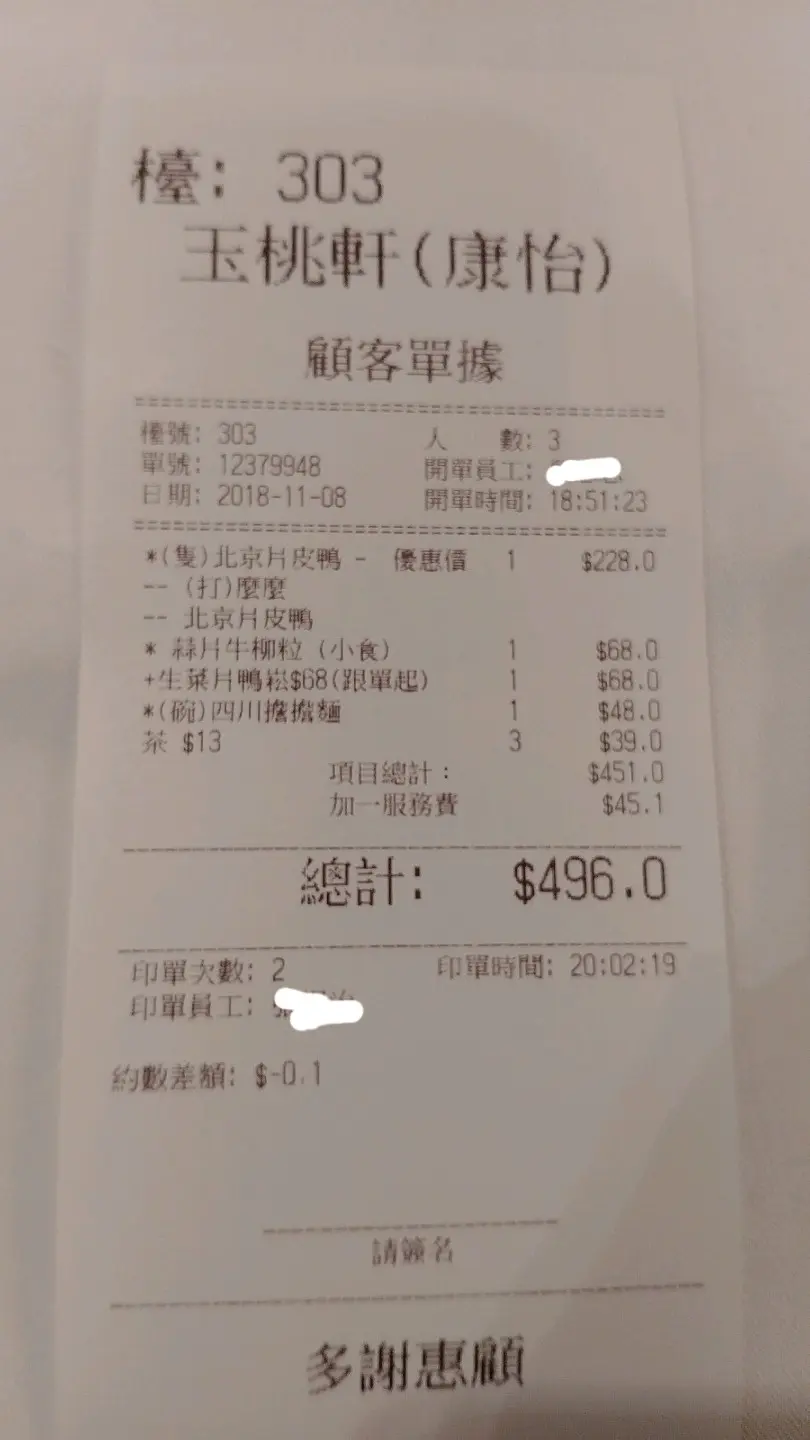 檯: 303
玉桃軒(康怡)
顧客單據
檯號: 303 人 數: 3
單號: 12379948 開單員工:
日期: 2018-11-08 開單時間: 18:51:23
*(隻)北京片皮鴨 - 優惠價 1 $228.0
-- (打)麼麼
-- 北京片皮鴨
* 蒜片牛柳粒 (小食) 1 $68.0
+生菜片鴨崧$68(跟單起) 1 $68.0
*(碗)四川擔擔麵 1 $48.0
茶 $13 3 $39.0
項目總計: $451.0
加一服務費 $45.1
總計: $496.0
印單次數: 2 印單時間: 20:02:19
印單員工:
約數差額: $-0.1
請簽名
多謝惠顧